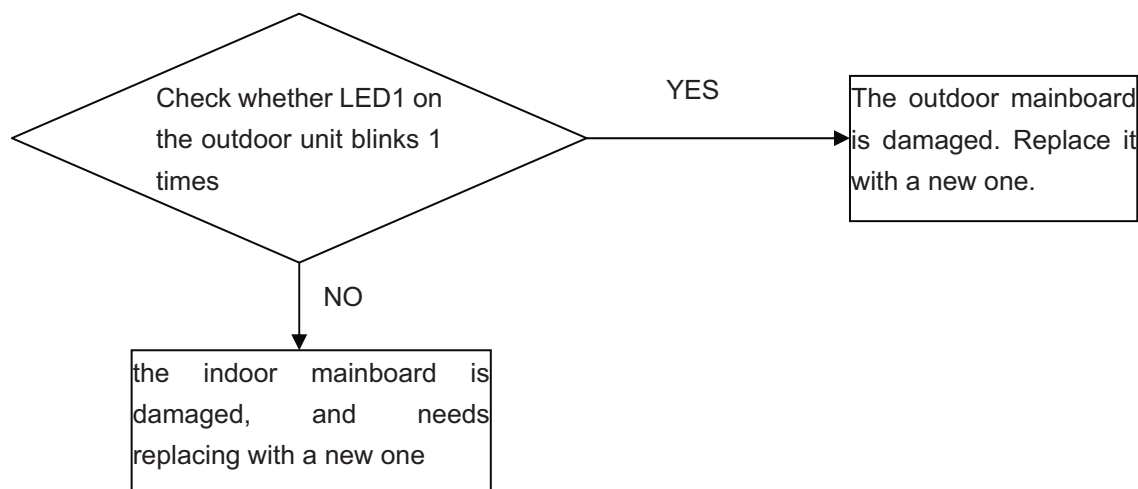 Check whether LED1 on
the outdoor unit blinks 1
times
YES
The outdoor mainboard
is damaged. Replace it
with a new one.
NO
the indoor mainboard is
damaged, and needs
replacing with a new one